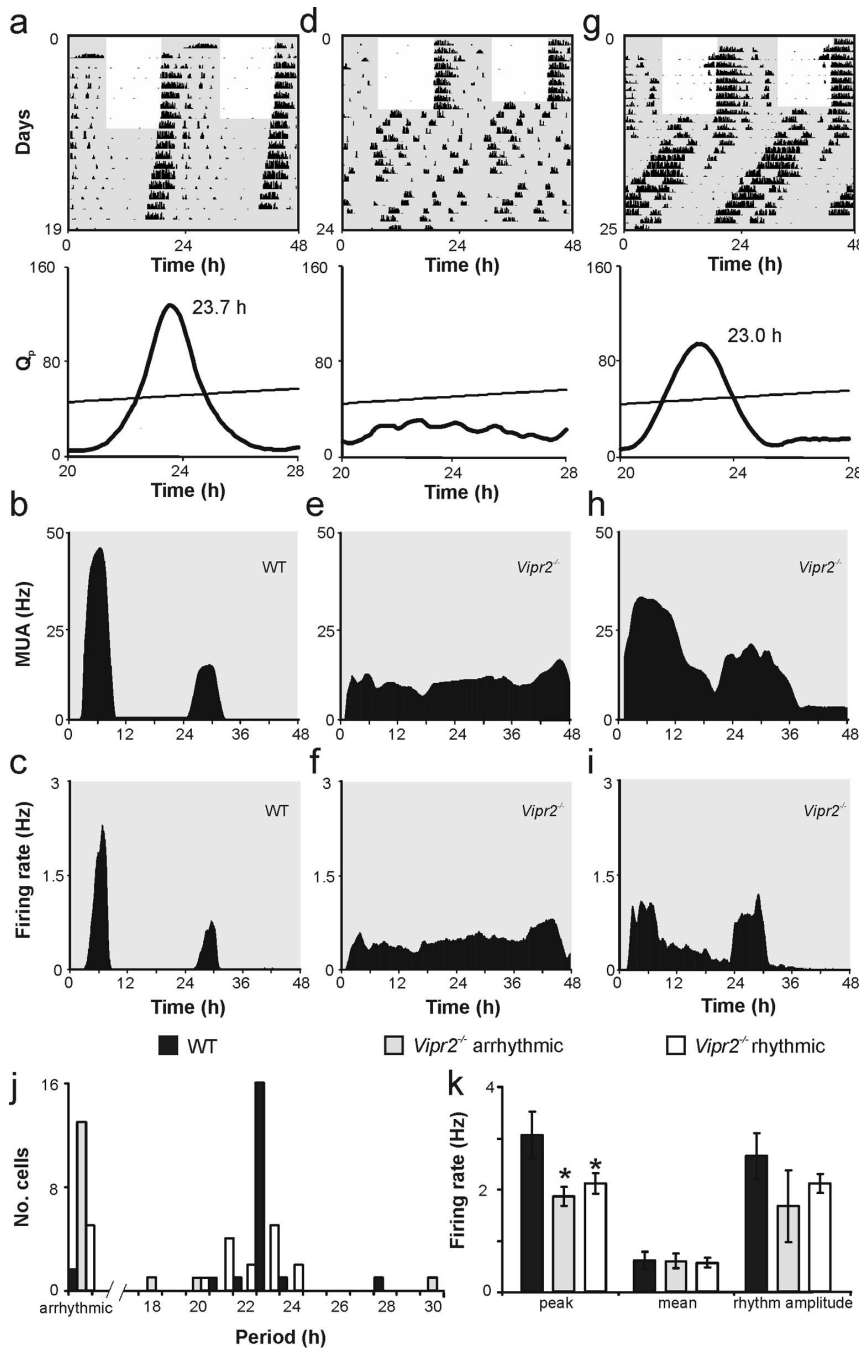 a
d
g
0
Days
19
0 24 48
Time (h)
0
24
0 24 48
Time (h)
0
25
0 24 48
Time (h)
160
Qp
80
0
23.7 h
20 24 28
Time (h)
160
80
0
20 24 28
Time (h)
160
80
0
23.0 h
20 24 28
Time (h)
b
e
h
50
MUA (Hz)
25
0
WT
0 12 24 36 48
50
25
0
Vipr2-/-
0 12 24 36 48
50
25
0
Vipr2-/-
0 12 24 36 48
c
f
i
3
Firing rate (Hz)
1.5
0
WT
0 12 24 36 48
Time (h)
3
1.5
0
Vipr2-/-
0 12 24 36 48
Time (h)
3
1.5
0
Vipr2-/-
0 12 24 36 48
Time (h)
WT
Vipr2-/- arrhythmic
Vipr2-/- rhythmic
j
16
No. cells
8
0
arrhythmic 18 20 22 24 26 28 30
Period (h)
k
4
Firing rate (Hz)
2
0
* *
peak mean rhythm amplitude